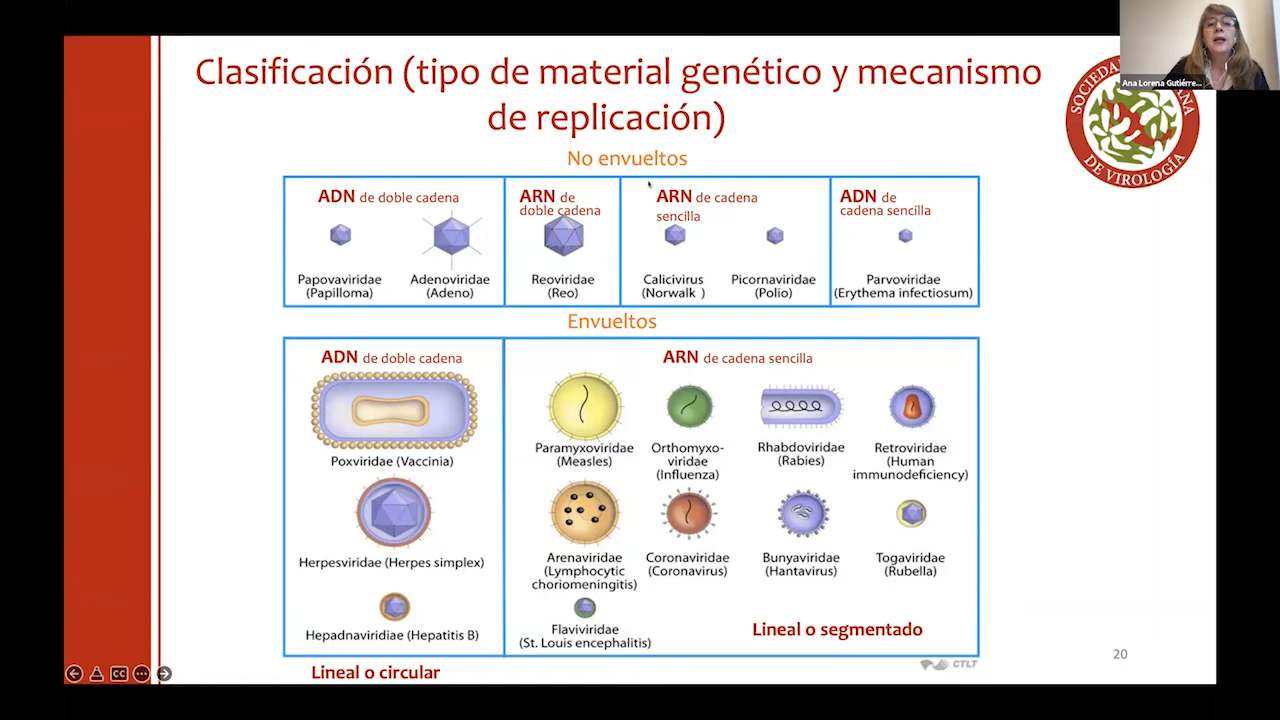 Clasificación (tipo de material genético y mecanismo
de replicación)
Ana Lorena Gutiérre...
DE VIROLOGÍA
No envueltos
ADN de doble cadena
Papovaviridae
(Papilloma)
Adenoviridae
(Adeno)
ARN de
doble cadena
Reoviridae
(Reo)
ARN de cadena
sencilla
Calicivirus
(Norwalk )
Picornaviridae
(Polio)
ADN de
cadena sencilla
Parvoviridae
(Erythema infectiosum)
Envueltos
ADN de doble cadena
Poxviridae (Vaccinia)
Herpesviridae (Herpes simplex)
Hepadnaviridiae (Hepatitis B)
ARN de cadena sencilla
Paramyxoviridae
(Measles)
Orthomyxo-
viridae
(Influenza)
Rhabdoviridae
(Rabies)
Retroviridae
(Human
immunodeficiency)
Arenaviridae
(Lymphocytic
choriomeningitis)
Coronaviridae
(Coronavirus)
Bunyaviridae
(Hantavirus)
Togaviridae
(Rubella)
Flaviviridae
(St. Louis encephalitis)
Lineal o segmentado
CTLT
Lineal o circular
20
CC